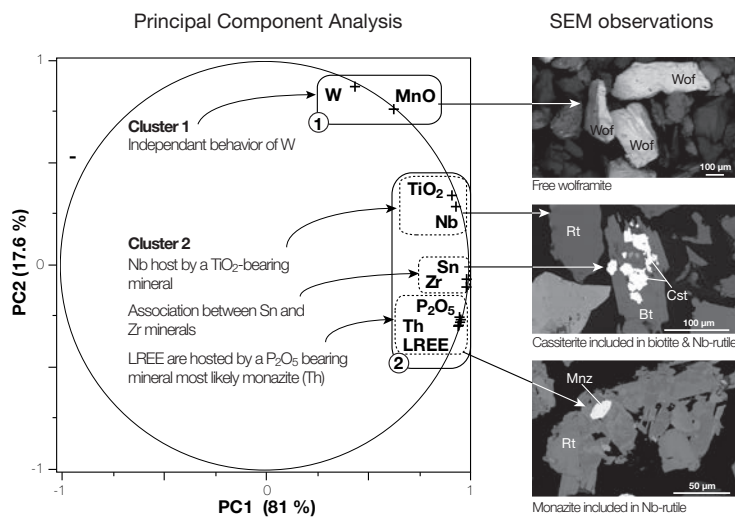 Principal Component Analysis
SEM observations
1
W
MnO
1
Cluster 1
Independant behavior of W
Wof
Wof
Wof
100 µm
Free wolframite
TiO2
Nb
Cluster 2
Nb host by a TiO2-bearing
mineral
Sn
Zr
Association between Sn and
Zr minerals
P2O5
Th
LREE
LREE are hosted by a P2O5 bearing
mineral most likely monazite (Th)
2
PC2 (17.6 %)
0
-1
-1
0
1
PC1 (81 %)
Rt
Cst
Bt
100 µm
Cassiterite included in biotite & Nb-rutile
Mnz
Rt
50 µm
Monazite included in Nb-rutile